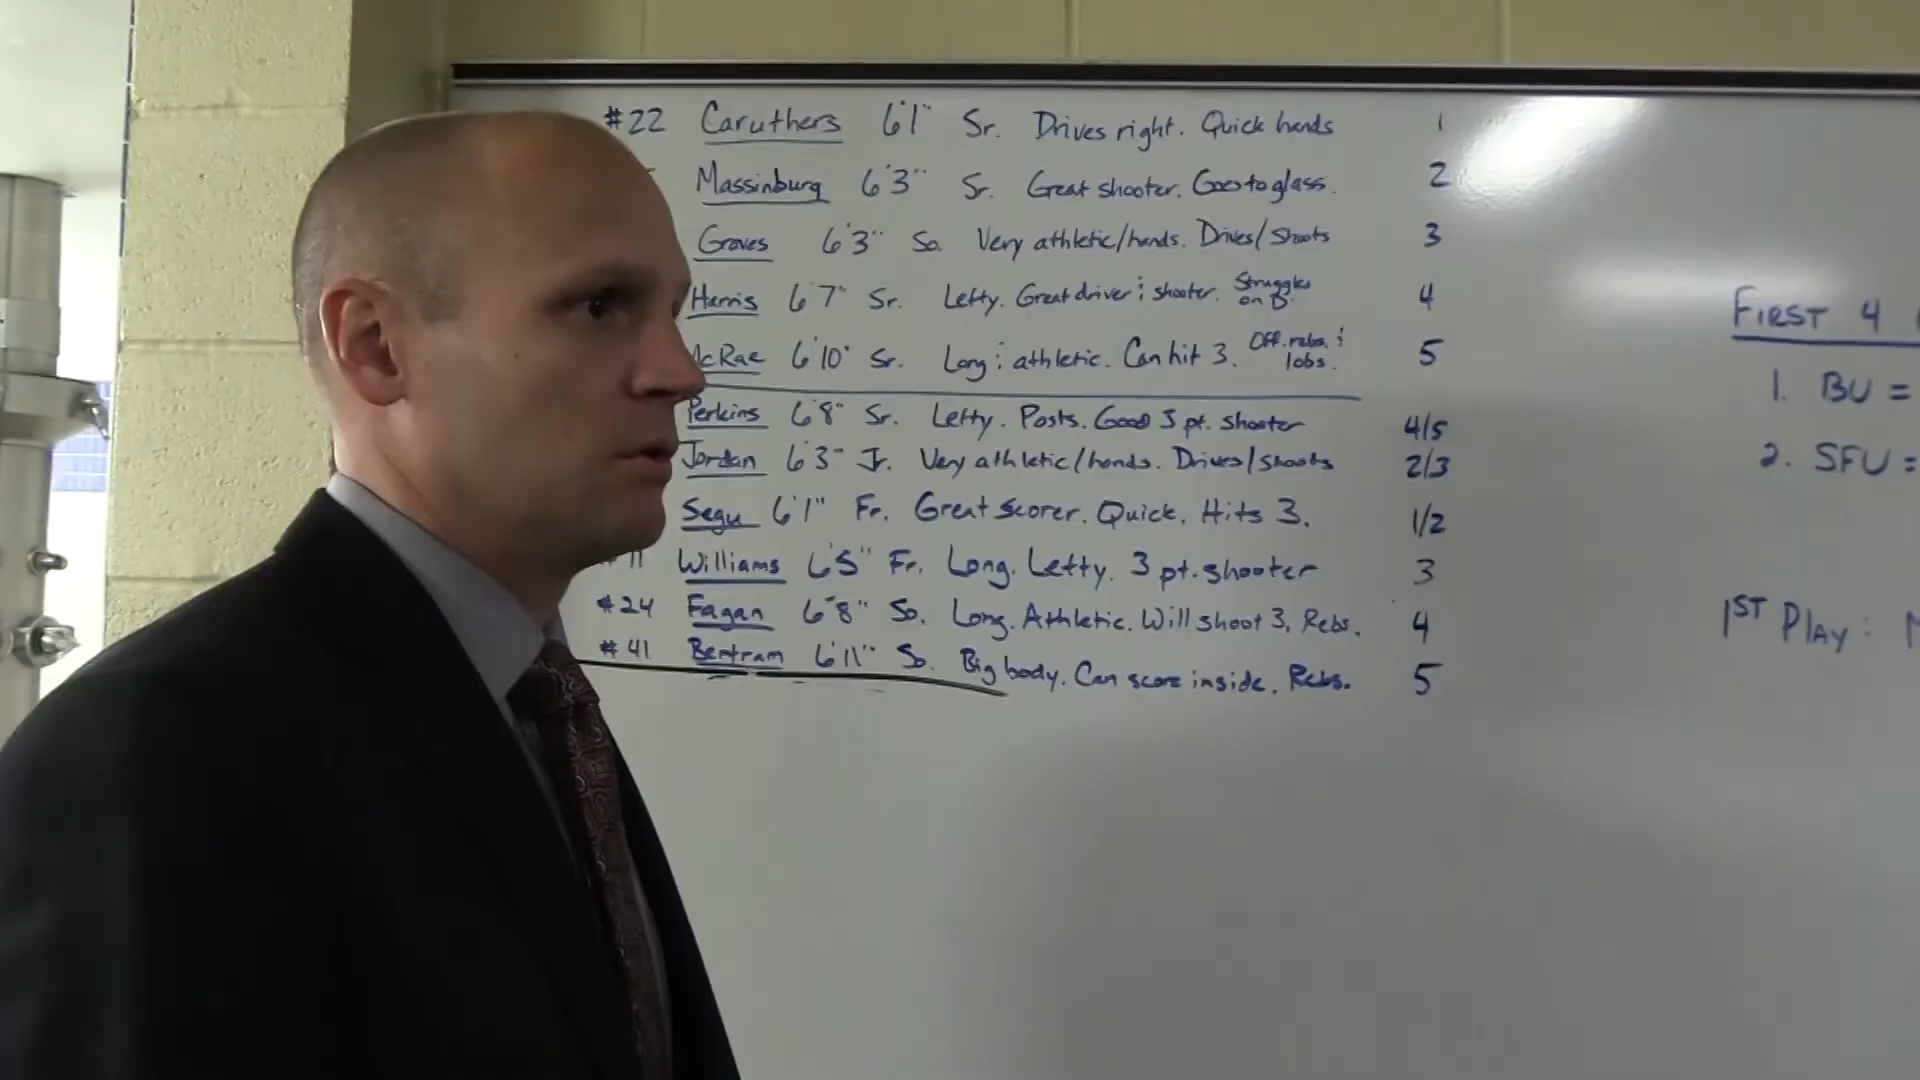 #22 Caruthers 6'1" Sr. Drives right. Quick hands 1
Massinburg 6'3" Sr. Great shooter. Goes to glass. 2
Groves 6'3" So. Very athletic/hands. Drives/Shoots 3
Harris 6'7" Sr. Lefty. Great driver & shooter. Struggles on D. 4
McRae 6'10" Sr. Long & athletic. Can hit 3. Off. rebs. & lobs. 5
Perkins 6'8" Sr. Lefty. Posts. Good 3 pt. shooter 4/5
Jordan 6'3" Jr. Very athletic/hands. Drives/shoots 2/3
Segu 6'1" Fr. Great scorer. Quick. Hits 3. 1/2
#11 Williams 6'5" Fr. Long. Lefty. 3 pt. shooter 3
#24 Fagan 6'8" So. Long. Athletic. Will shoot 3. Rebs. 4
#41 Bertram 6'11" So. Big body. Can score inside. Rebs. 5
FIRST 4
1. BU =
2. SFU =
1ST PLAY: